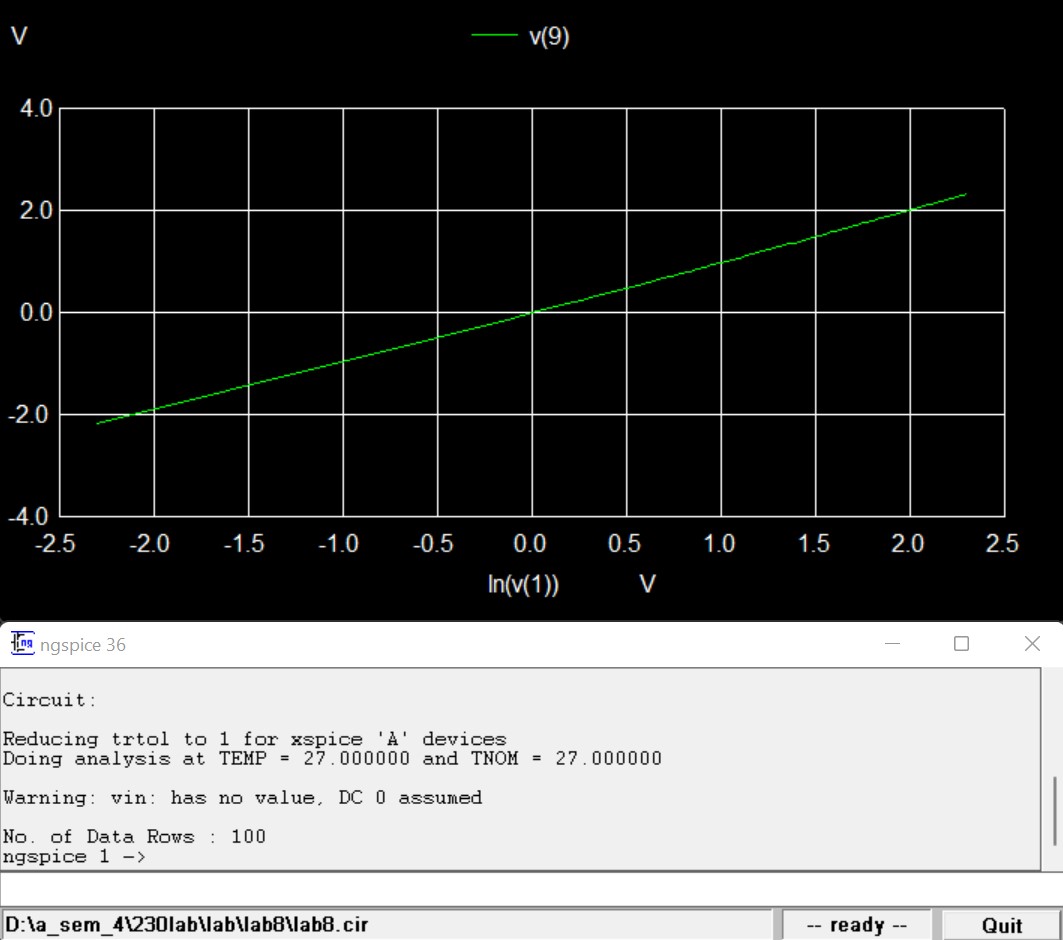 V v(9)
4.0
2.0
0.0
-2.0
-4.0
-2.5 -2.0 -1.5 -1.0 -0.5 0.0 0.5 1.0 1.5 2.0 2.5
ln(v(1)) V
ngspice 36
Circuit:
Reducing trtol to 1 for xspice 'A' devices
Doing analysis at TEMP = 27.000000 and TNOM = 27.000000
Warning: vin: has no value, DC 0 assumed
No. of Data Rows : 100
ngspice 1 ->
D:\a_sem_4\230lab\lab\lab8\lab8.cir -- ready -- Quit